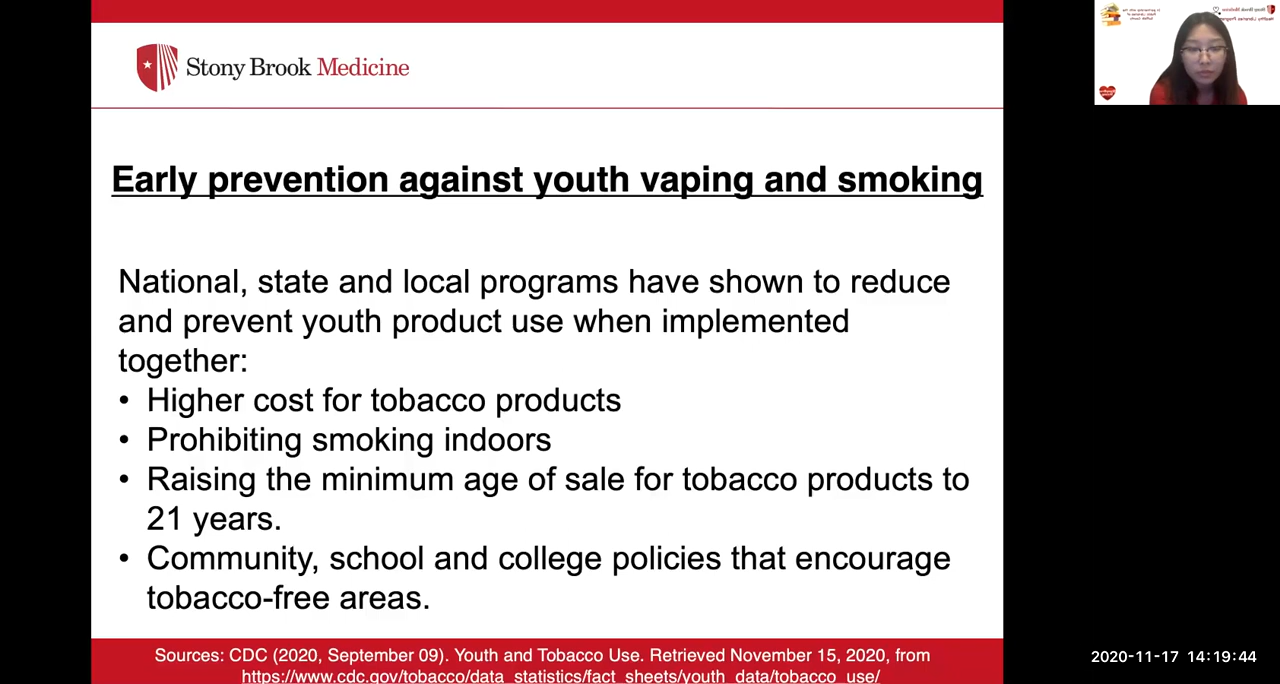 Stony Brook Medicine
Early prevention against youth vaping and smoking
National, state and local programs have shown to reduce
and prevent youth product use when implemented
together:
• Higher cost for tobacco products
• Prohibiting smoking indoors
• Raising the minimum age of sale for tobacco products to
21 years.
• Community, school and college policies that encourage
tobacco-free areas.
Sources: CDC (2020, September 09). Youth and Tobacco Use. Retrieved November 15, 2020, from
https://www.cdc.gov/tobacco/data_statistics/fact_sheets/youth_data/tobacco_use/
2020-11-17 14:19:44